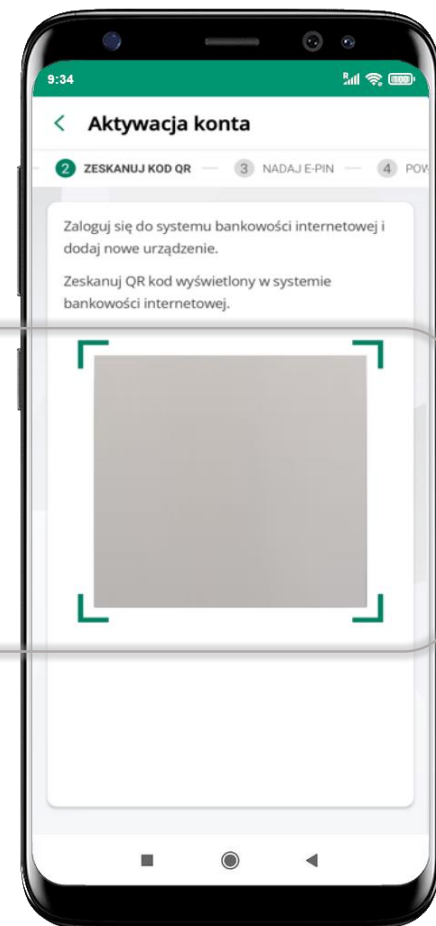 9:34
R
Aktywacja konta
2 ZESKANUJ KOD QR 3 NADAJ E-PIN 4 POW
Zaloguj się do systemu bankowości internetowej i
dodaj nowe urządzenie.
Zeskanuj QR kod wyświetlony w systemie
bankowości internetowej.